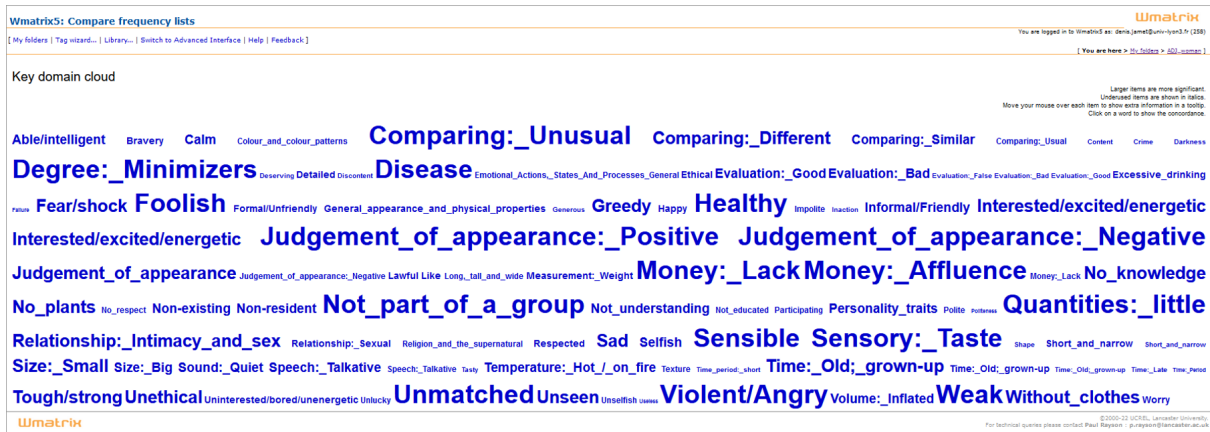 Wmatrix5: Compare frequency lists
Wmatrix
You are logged in to Wmatrix5 as: denis.jamet@univ-lyon3.fr (258)
[ My folders | Tag wizard... | Library... | Switch to Advanced Interface | Help | Feedback ]
[ You are here > My folders > ADJ_woman ]
Key domain cloud
Larger items are more significant.
Underused items are shown in italics.
Move your mouse over each item to show extra information in a tooltip.
Click on a word to show the concordance.
Able/intelligent Bravery Calm Colour_and_colour_patterns Comparing:_Unusual Comparing:_Different Comparing:_Similar Comparing:_Usual Content Crime Darkness
Degree:_Minimizers Deserving Detailed Discontent Disease Emotional_Actions,_States_And_Processes_General Ethical Evaluation:_Good Evaluation:_Bad Evaluation:_False Evaluation:_Bad Evaluation:_Good Excessive_drinking
Failure Fear/shock Foolish Formal/Unfriendly General_appearance_and_physical_properties Generous Greedy Happy Healthy Impolite Inaction Informal/Friendly Interested/excited/energetic
Interested/excited/energetic Judgement_of_appearance:_Positive Judgement_of_appearance:_Negative
Judgement_of_appearance Judgement_of_appearance:_Negative Lawful Like Long,_tall_and_wide Measurement:_Weight Money:_Lack Money:_Affluence Money:_Lack No_knowledge
No_plants No_respect Non-existing Non-resident Not_part_of_a_group Not_understanding Not_educated Participating Personality_traits Polite Politeness Quantities:_little
Relationship:_Intimacy_and_sex Relationship:_Sexual Religion_and_the_supernatural Respected Sad Selfish Sensible Sensory:_Taste Shape Short_and_narrow Short_and_narrow
Size:_Small Size:_Big Sound:_Quiet Speech:_Talkative Speech:_Talkative Tasty Temperature:_Hot_/_on_fire Texture Time_period:_short Time:_Old;_grown-up Time:_Old;_grown-up Time:_Old;_grown-up Time:_Late Time:_Period
Tough/strong Unethical Uninterested/bored/unenergetic Unlucky Unmatched Unseen Unselfish Useless Violent/Angry Volume:_Inflated Weak Without_clothes Worry
Wmatrix
©2000-22 UCREL, Lancaster University.
For technical queries please contact Paul Rayson :: p.rayson@lancaster.ac.uk